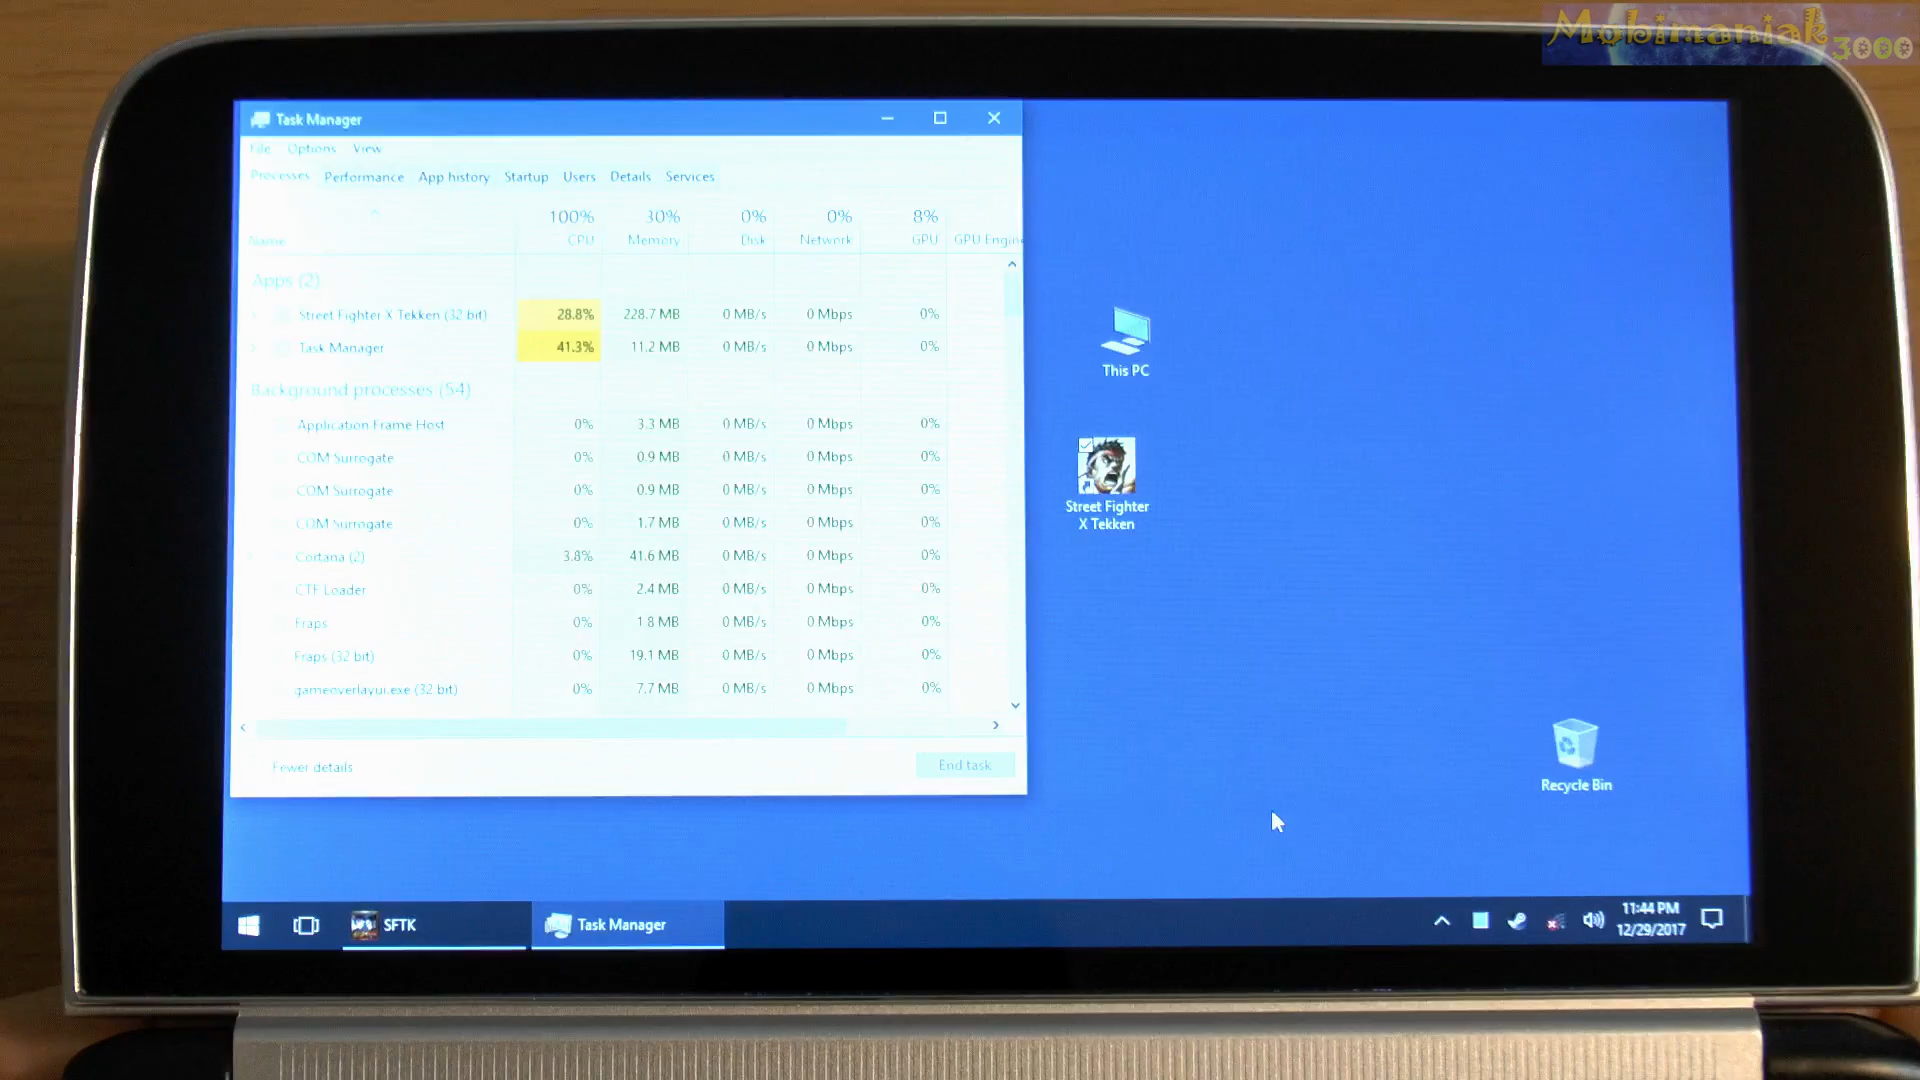 Mobimaniak 3000
Task Manager
File Options View
Processes Performance App history Startup Users Details Services
100% 30% 0% 0% 8%
Name CPU Memory Disk Network GPU GPU Engine
Apps (2)
Street Fighter X Tekken (32 bit) 28.8% 228.7 MB 0 MB/s 0 Mbps 0%
Task Manager 41.3% 11.2 MB 0 MB/s 0 Mbps 0%
Background processes (54)
Application Frame Host 0% 3.3 MB 0 MB/s 0 Mbps 0%
COM Surrogate 0% 0.9 MB 0 MB/s 0 Mbps 0%
COM Surrogate 0% 0.9 MB 0 MB/s 0 Mbps 0%
COM Surrogate 0% 1.7 MB 0 MB/s 0 Mbps 0%
Cortana (2) 3.8% 41.6 MB 0 MB/s 0 Mbps 0%
CTF Loader 0% 2.4 MB 0 MB/s 0 Mbps 0%
Fraps 0% 1.8 MB 0 MB/s 0 Mbps 0%
Fraps (32 bit) 0% 19.1 MB 0 MB/s 0 Mbps 0%
gameoverlayui.exe (32 bit) 0% 7.7 MB 0 MB/s 0 Mbps 0%
Fewer details End task
This PC
Street Fighter
X Tekken
Recycle Bin
SFTK Task Manager
11:44 PM
12/29/2017